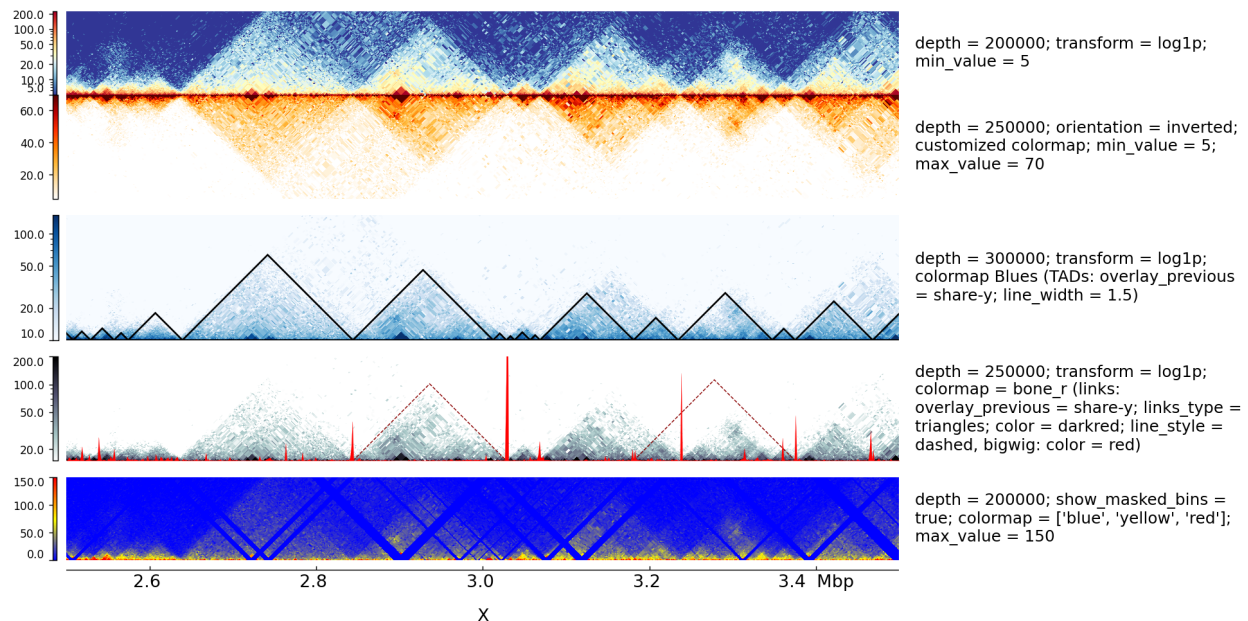 200.0
50.0
20.0
10.0
5.0
depth = 200000; transform = log1p;
min_value = 5
60.0
40.0
20.0
depth = 250000; orientation = inverted;
customized colormap; min_value = 5;
max_value = 70
100.0
50.0
20.0
10.0
depth = 300000; transform = log1p;
colormap Blues (TADs: overlay_previous
= share-y; line_width = 1.5)
200.0
100.0
50.0
20.0
depth = 250000; transform = log1p;
colormap = bone_r (links:
overlay_previous = share-y; links_type =
triangles; color = darkred; line_style =
dashed, bigwig: color = red)
150.0
100.0
50.0
0.0
depth = 200000; show_masked_bins =
true; colormap = ['blue', 'yellow', 'red'];
max_value = 150
2.6 2.8 3.0 3.2 3.4 Mbp
X